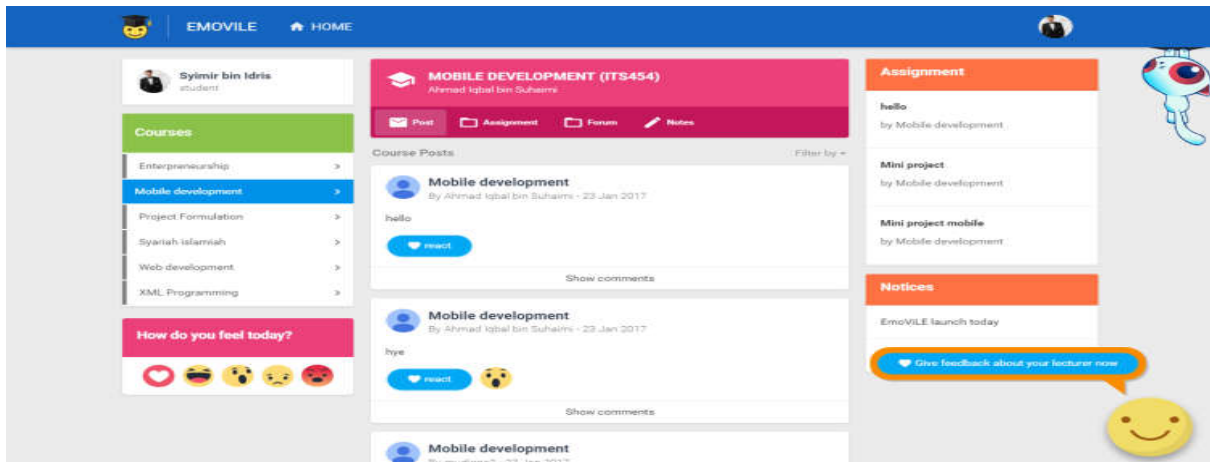 EMOVILE
HOME
Syimir bin Idris
student
Courses
Enterpreneurship
Mobile development
Project Formulation
Syariah islamiah
Web development
XML Programming
How do you feel today?
MOBILE DEVELOPMENT (ITS454)
Ahmad Iqbal bin Suhaimi
Post Assignment Forum Notes
Course Posts Filter by
Mobile development
By Ahmad Iqbal bin Suhaimi - 23 Jan 2017
hello
react
Show comments
Mobile development
By Ahmad Iqbal bin Suhaimi - 23 Jan 2017
hye
react
Show comments
Mobile development
Assignment
hello
by Mobile development
Mini project
by Mobile development
Mini project mobile
by Mobile development
Notices
EmoViLE launch today
Give feedback about your lecturer now